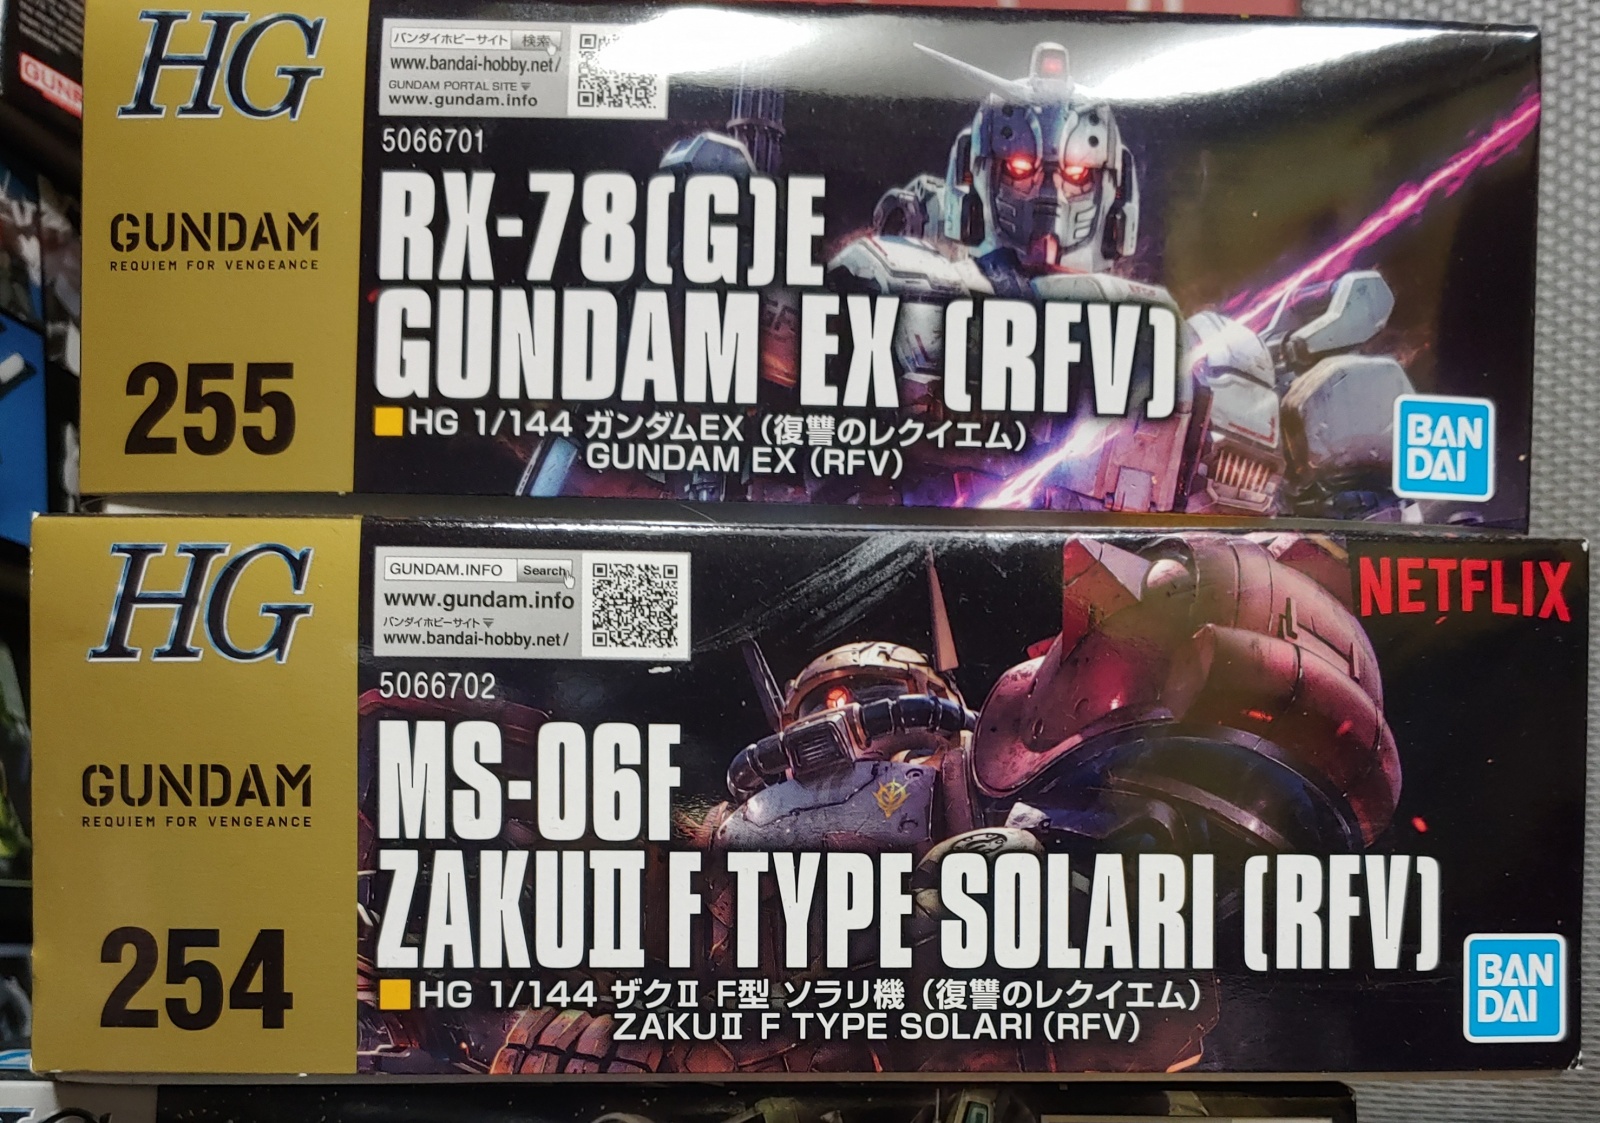 HG
GUNDAM
REQUIEM FOR VENGEANCE
255
バンダイホビーサイト 検索
www.bandai-hobby.net/
GUNDAM PORTAL SITE
www.gundam.info
5066701
RX-78(G)E
GUNDAM EX (RFV)
HG 1/144 ガンダムEX（復讐のレクイエム）
GUNDAM EX (RFV)
BAN
DAI
HG
GUNDAM
REQUIEM FOR VENGEANCE
254
GUNDAM.INFO Search
www.gundam.info
バンダイホビーサイト
www.bandai-hobby.net/
5066702
NETFLIX
MS-06F
ZAKUⅡ F TYPE SOLARI (RFV)
HG 1/144 ザクⅡ F型 ソラリ機（復讐のレクイエム）
ZAKUⅡ F TYPE SOLARI (RFV)
BAN
DAI